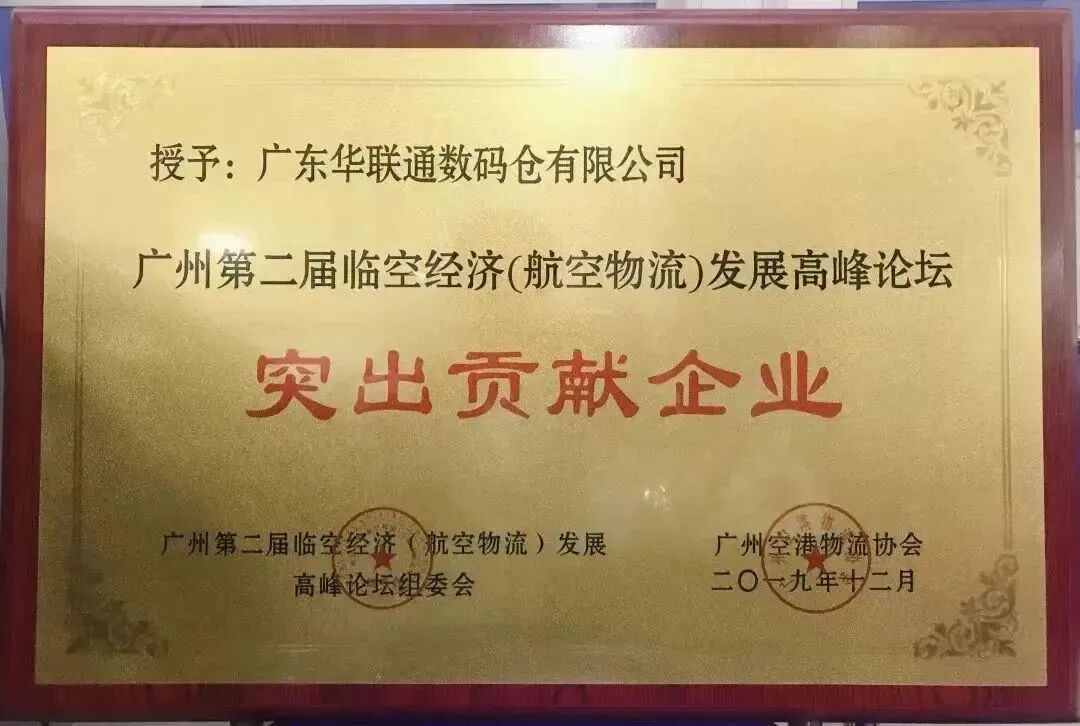 授予：广东华联通数码仓有限公司
广州第二届临空经济(航空物流)发展高峰论坛
突出贡献企业
广州第二届临空经济（航空物流）发展
高峰论坛组委会
广州空港物流协会
二〇一九年十二月